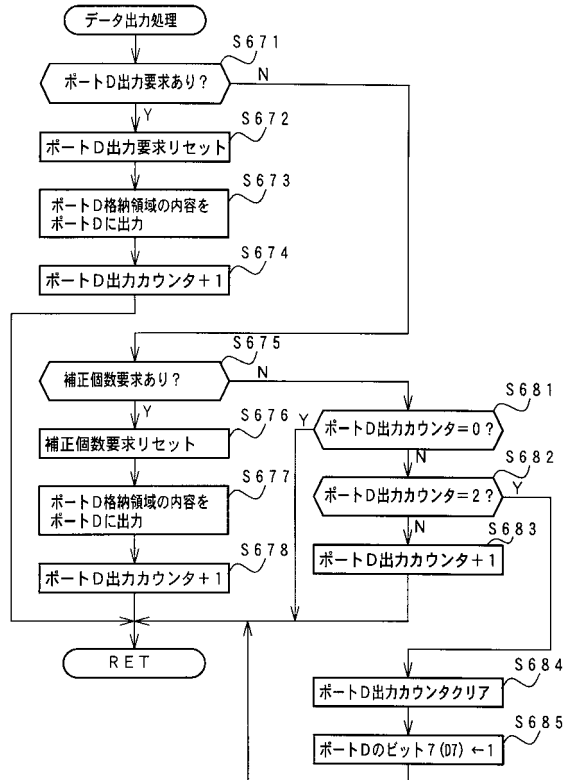 データ出力処理
S671
ポートD出力要求あり?
N
Y
S672
ポートD出力要求リセット
S673
ポートD格納領域の内容を
ポートDに出力
S674
ポートD出力カウンタ+1
S675
補正個数要求あり?
N
Y
S676
補正個数要求リセット
S677
ポートD格納領域の内容を
ポートDに出力
S678
ポートD出力カウンタ+1
RET
S681
Y
ポートD出力カウンタ=0?
N
S682
ポートD出力カウンタ=2?
Y
N
S683
ポートD出力カウンタ+1
S684
ポートD出力カウンタクリア
S685
ポートDのビット7(D7)←1